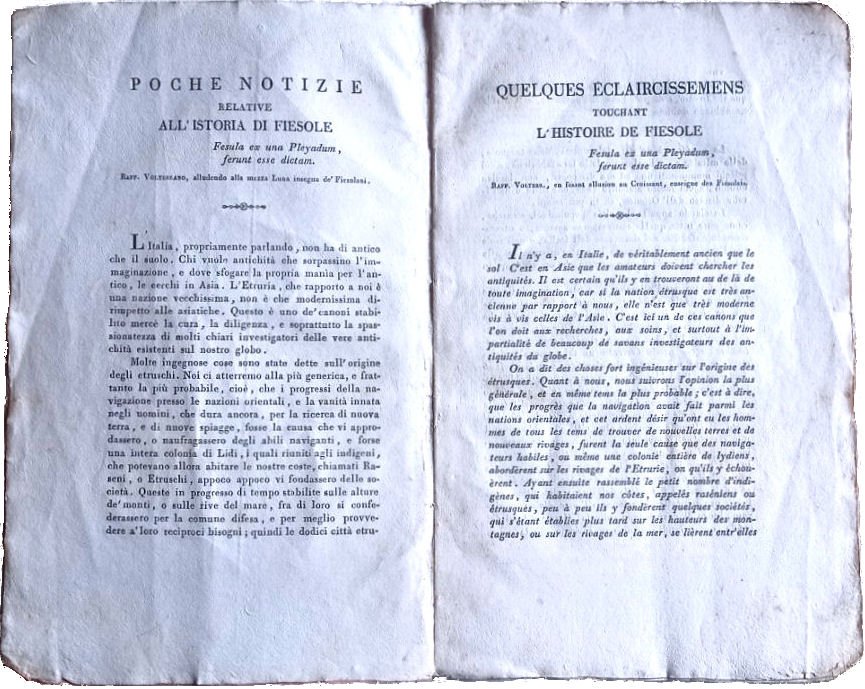 POCHE NOTIZIE
RELATIVE
ALL'ISTORIA DI FIESOLE
Fesula ex una Pleyadum,
ferunt esse dictam.
RAFF. VOLTERRANO, alludendo alla mezza Luna insegna de' Fiesolani.
L'Italia, propriamente parlando, non ha di antico
che il suolo. Chi vuole antichità che sorpassino l'im-
maginazione, e dove sfogare la propria mania per l'an-
tico, le cerchi in Asia. L'Etruria, che rapporto a noi è
una nazione vecchissima, non è che modernissima di-
rimpetto alle asiatiche. Questo è uno de' canoni stabi-
lito mercè la cura, la diligenza, e soprattutto la spas-
sionatezza di molti chiari investigatori delle vere anti-
chità esistenti sul nostro globo.
Molte ingegnose cose sono state dette sull'origine
degli etruschi. Noi ci atterremo alla più generica, e frat-
tanto la più probabile, cioè, che i progressi della na-
vigazione presso le nazioni orientali, e la vanità innata
negli uomini, che dura ancora, per la ricerca di nuova
terra, e di nuove spiagge, fosse la causa che vi appro-
dassero, o naufragassero degli abili naviganti, e forse
una intera colonia di Lidi, i quali riuniti agli indigeni,
che potevano allora abitare le nostre coste, chiamati Ra-
seni, o Etruschi, appoco appoco vi fondassero delle so-
cietà. Queste in progresso di tempo stabilite sulle alture
de' monti, o sulle rive del mare, fra di loro si confe-
derassero per la comune difesa, e per meglio provve-
dere a' loro reciproci bisogni; quindi le dodici città etru-
QUELQUES ECLAIRCISSEMENS
TOUCHANT
L'HISTOIRE DE FIESOLE
Fesula ex una Pleyadum,
ferunt esse dictam.
RAFF. VOLTERR., en fesant allusion au Croissant, enseigne des Fiésoleis.
Il n'y a, en Italie, de véritablement ancien que le
sol. C'est en Asie que les amateurs doivent chercher les
antiquités. Il est certain qu'ils y en trouveront au de là de
toute imagination, car si la nation étrusque est très an-
cienne par rapport à nous, elle n'est que très moderne
vis à vis celles de l'Asie. C'est ici un de ces canons que
l'on doit aux recherches, aux soins, et surtout à l'im-
partialité de beaucoup de savans investigateurs des an-
tiquités du globe.
On a dit des choses fort ingénieuses sur l'origine des
étrusques. Quant à nous, nous suivrons l'opinion la plus
générale, et en même tems la plus probable; c'est à dire,
que les progrès que la navigation avait fait parmi les
nations orientales, et cet ardent désir qu'ont eu les hom-
mes de tous les tems de trouver de nouvelles terres et de
nouveaux rivages, furent la seule cause que des naviga-
teurs habiles, ou même une colonie entière de lydiens,
abordèrent sur les rivages de l'Etrurie, on qu'ils y échou-
èrent. Ayant ensuite rassemblé le petit nombre d'indi-
gènes, qui habitaient nos côtes, appelés raséniens ou
étrusques, peu à peu ils y fondèrent quelques sociétés,
qui s'étant établies plus tard sur les hauteurs des mon-
tagnes, ou sur les rivages de la mer, se lièrent entr'elles